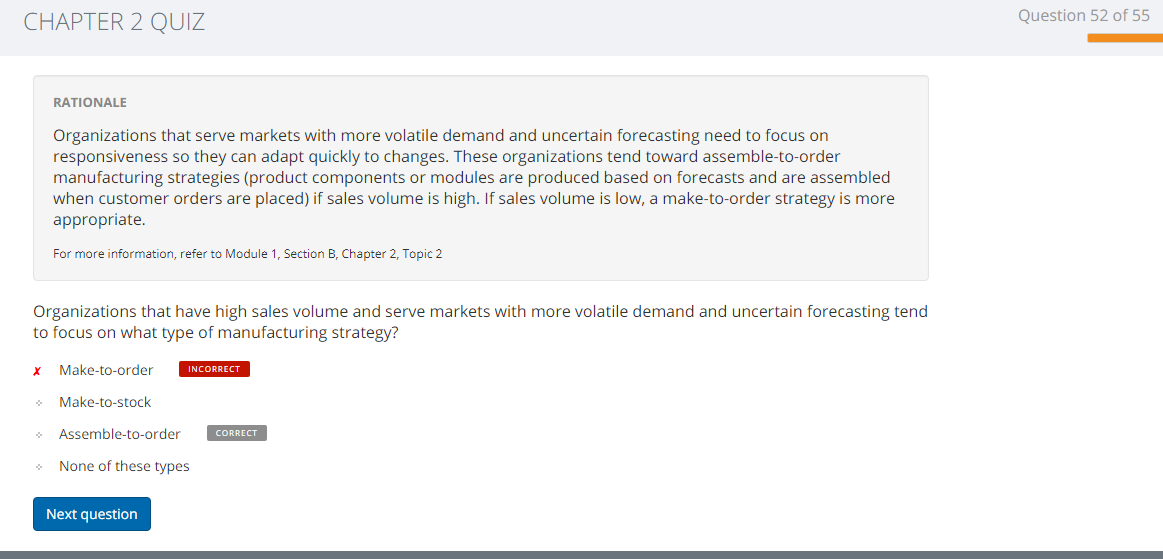 CHAPTER 2 QUIZ
Question 52 of 55
RATIONALE
Organizations that serve markets with more volatile demand and uncertain forecasting need to focus on
responsiveness so they can adapt quickly to changes. These organizations tend toward assemble-to-order
manufacturing strategies (product components or modules are produced based on forecasts and are assembled
when customer orders are placed) if sales volume is high. If sales volume is low, a make-to-order strategy is more
appropriate.
For more information, refer to Module 1, Section B, Chapter 2, Topic 2
Organizations that have high sales volume and serve markets with more volatile demand and uncertain forecasting tend
to focus on what type of manufacturing strategy?
Make-to-order INCORRECT
Make-to-stock
Assemble-to-order CORRECT
None of these types
Next question